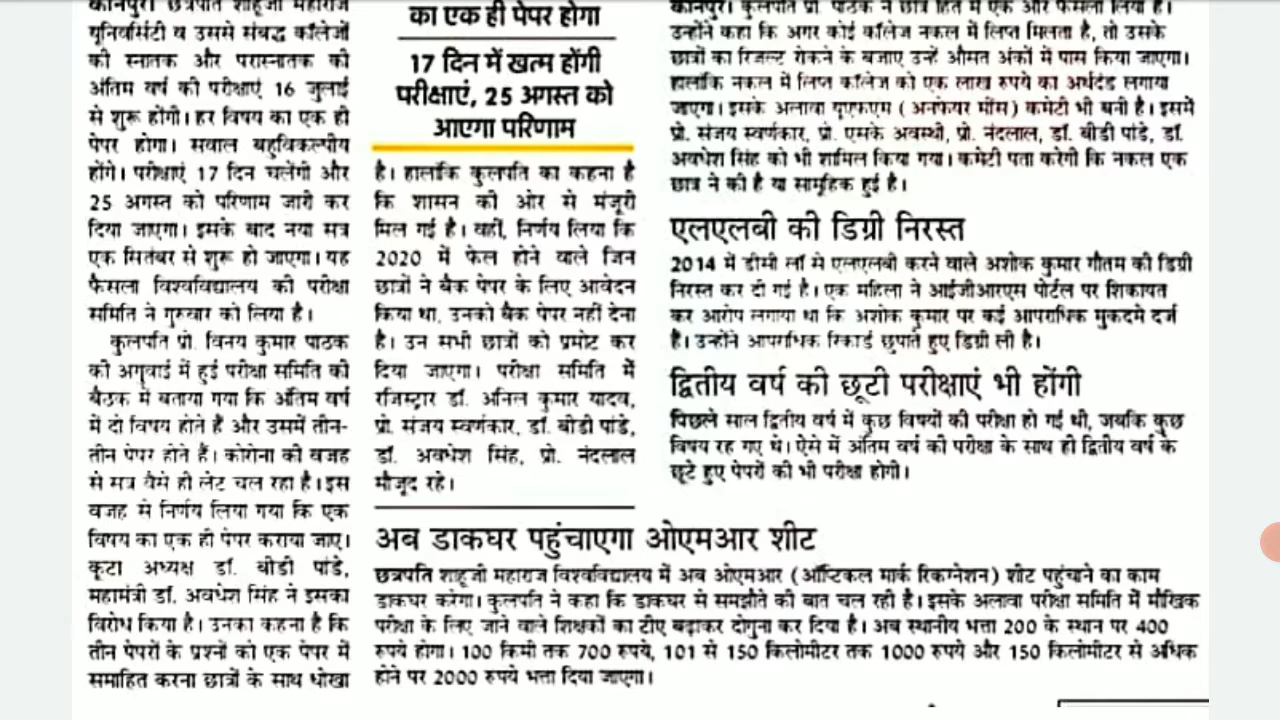 कानपुर। छत्रपति शाहूजी महाराज
यूनिवर्सिटी व उससे संबद्ध कॉलेजों
की स्नातक और परास्नातक की
अंतिम वर्ष की परीक्षाएं 16 जुलाई
से शुरू होंगी। हर विषय का एक ही
पेपर होगा। सवाल बहुविकल्पीय
होंगे। परीक्षाएं 17 दिन चलेंगी और
25 अगस्त को परिणाम जारी कर
दिया जाएगा। इसके बाद नया सत्र
एक सितंबर से शुरू हो जाएगा। यह
फैसला विश्वविद्यालय की परीक्षा
समिति ने गुरुवार को लिया है।
कुलपति प्रो. विनय कुमार पाठक
की अगुवाई में हुई परीक्षा समिति की
बैठक में बताया गया कि अंतिम वर्ष
में दो विषय होते हैं और उसमें तीन-
तीन पेपर होते हैं। कोरोना की वजह
से सत्र वैसे ही लेट चल रहा है। इस
वजह से निर्णय लिया गया कि एक
विषय का एक ही पेपर कराया जाए।
कूटा अध्यक्ष डॉ. बीडी पांडे,
महामंत्री डॉ. अवधेश सिंह ने इसका
विरोध किया है। उनका कहना है कि
तीन पेपरों के प्रश्नों को एक पेपर में
समाहित करना छात्रों के साथ धोखा
का एक ही पेपर होगा
17 दिन में खत्म होंगी
परीक्षाएं, 25 अगस्त को
आएगा परिणाम
है। हालांकि कुलपति का कहना है
कि शासन की ओर से मंजूरी
मिल गई है। वहीं, निर्णय लिया कि
2020 में फेल होने वाले जिन
छात्रों ने बैक पेपर के लिए आवेदन
किया था, उनको बैक पेपर नहीं देना
है। उन सभी छात्रों को प्रमोट कर
दिया जाएगा। परीक्षा समिति में
रजिस्ट्रार डॉ. अनिल कुमार यादव,
प्रो. संजय स्वर्णकार, डॉ. बीडी पांडे,
डॉ. अवधेश सिंह, प्रो. नंदलाल
मौजूद रहे।
कानपुर। कुलपति प्रो. पाठक ने छात्र हित में एक और फैसला लिया है।
उन्होंने कहा कि अगर कोई कॉलेज नकल में लिप्त मिलता है, तो उसके
छात्रों का रिजल्ट रोकने के बजाए उन्हें औसत अंकों में पास किया जाएगा।
हालांकि नकल में लिप्त कॉलेज को एक लाख रुपये का अर्थदंड लगाया
जाएगा। इसके अलावा यूएफएम (अनफेयर मींस) कमेटी भी बनी है। इसमें
प्रो. संजय स्वर्णकार, प्रो. एसके अवस्थी, प्रो. नंदलाल, डॉ. बीडी पांडे, डॉ.
अवधेश सिंह को भी शामिल किया गया। कमेटी पता करेगी कि नकल एक
छात्र ने की है या सामूहिक हुई है।
एलएलबी की डिग्री निरस्त
2014 में डीसी लॉ से एलएलबी करने वाले अशोक कुमार गौतम की डिग्री
निरस्त कर दी गई है। एक महिला ने आईजीआरएस पोर्टल पर शिकायत
कर आरोप लगाया था कि अशोक कुमार पर कई आपराधिक मुकदमे दर्ज
हैं। उन्होंने आपराधिक रिकार्ड छुपाते हुए डिग्री ली है।
द्वितीय वर्ष की छूटी परीक्षाएं भी होंगी
पिछले साल द्वितीय वर्ष में कुछ विषयों की परीक्षा हो गई थी, जबकि कुछ
विषय रह गए थे। ऐसे में अंतिम वर्ष की परीक्षा के साथ ही द्वितीय वर्ष के
छूटे हुए पेपरों की भी परीक्षा होगी।
अब डाकघर पहुंचाएगा ओएमआर शीट
छत्रपति शाहूजी महाराज विश्वविद्यालय में अब ओएमआर (ऑप्टिकल मार्क रिकग्नेशन) शीट पहुंचाने का काम
डाकघर करेगा। कुलपति ने कहा कि डाकघर से समझौते की बात चल रही है। इसके अलावा परीक्षा समिति में मौखिक
परीक्षा के लिए जाने वाले शिक्षकों का टीए बढ़ाकर दोगुना कर दिया है। अब स्थानीय भत्ता 200 के स्थान पर 400
रुपये होगा। 100 किमी तक 700 रुपये, 101 से 150 किलोमीटर तक 1000 रुपये और 150 किलोमीटर से अधिक
होने पर 2000 रुपये भत्ता दिया जाएगा।